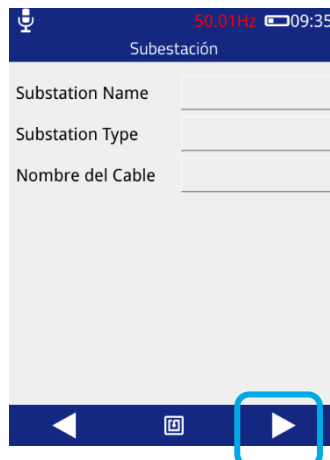 50.01Hz 09:35
Subestación
Substation Name
Substation Type
Nombre del Cable